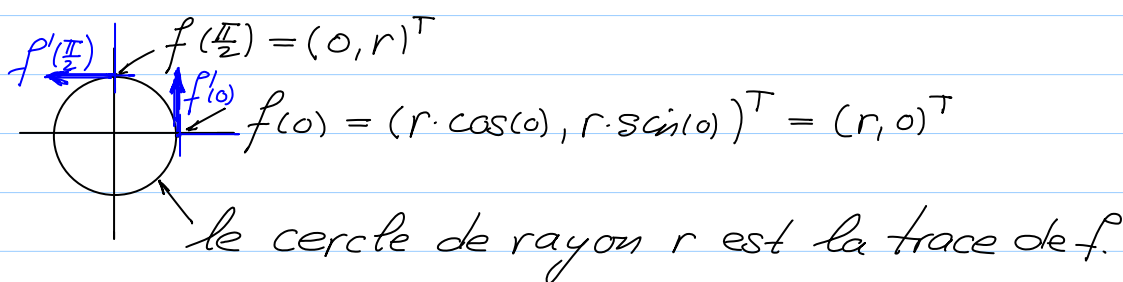 f'(π/2) f(π/2) = (0, r)ᵀ
f'(0)
f(0) = (r·cos(0), r·sin(0))ᵀ = (r, 0)ᵀ
le cercle de rayon r est la trace de f.